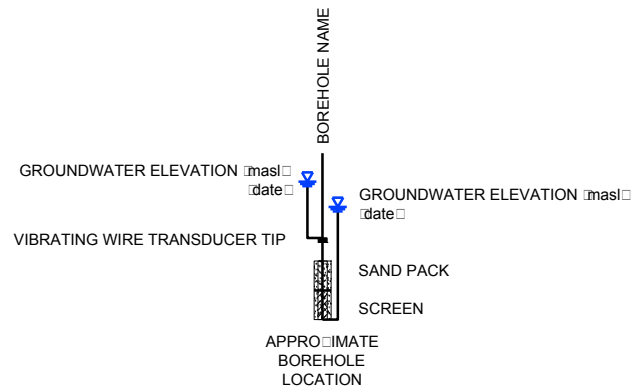 BOREHOLE NAME
GROUNDWATER ELEVATION □masl□
□date□
GROUNDWATER ELEVATION □masl□
□date□
VIBRATING WIRE TRANSDUCER TIP
SAND PACK
SCREEN
APPRO□IMATE
BOREHOLE
LOCATION